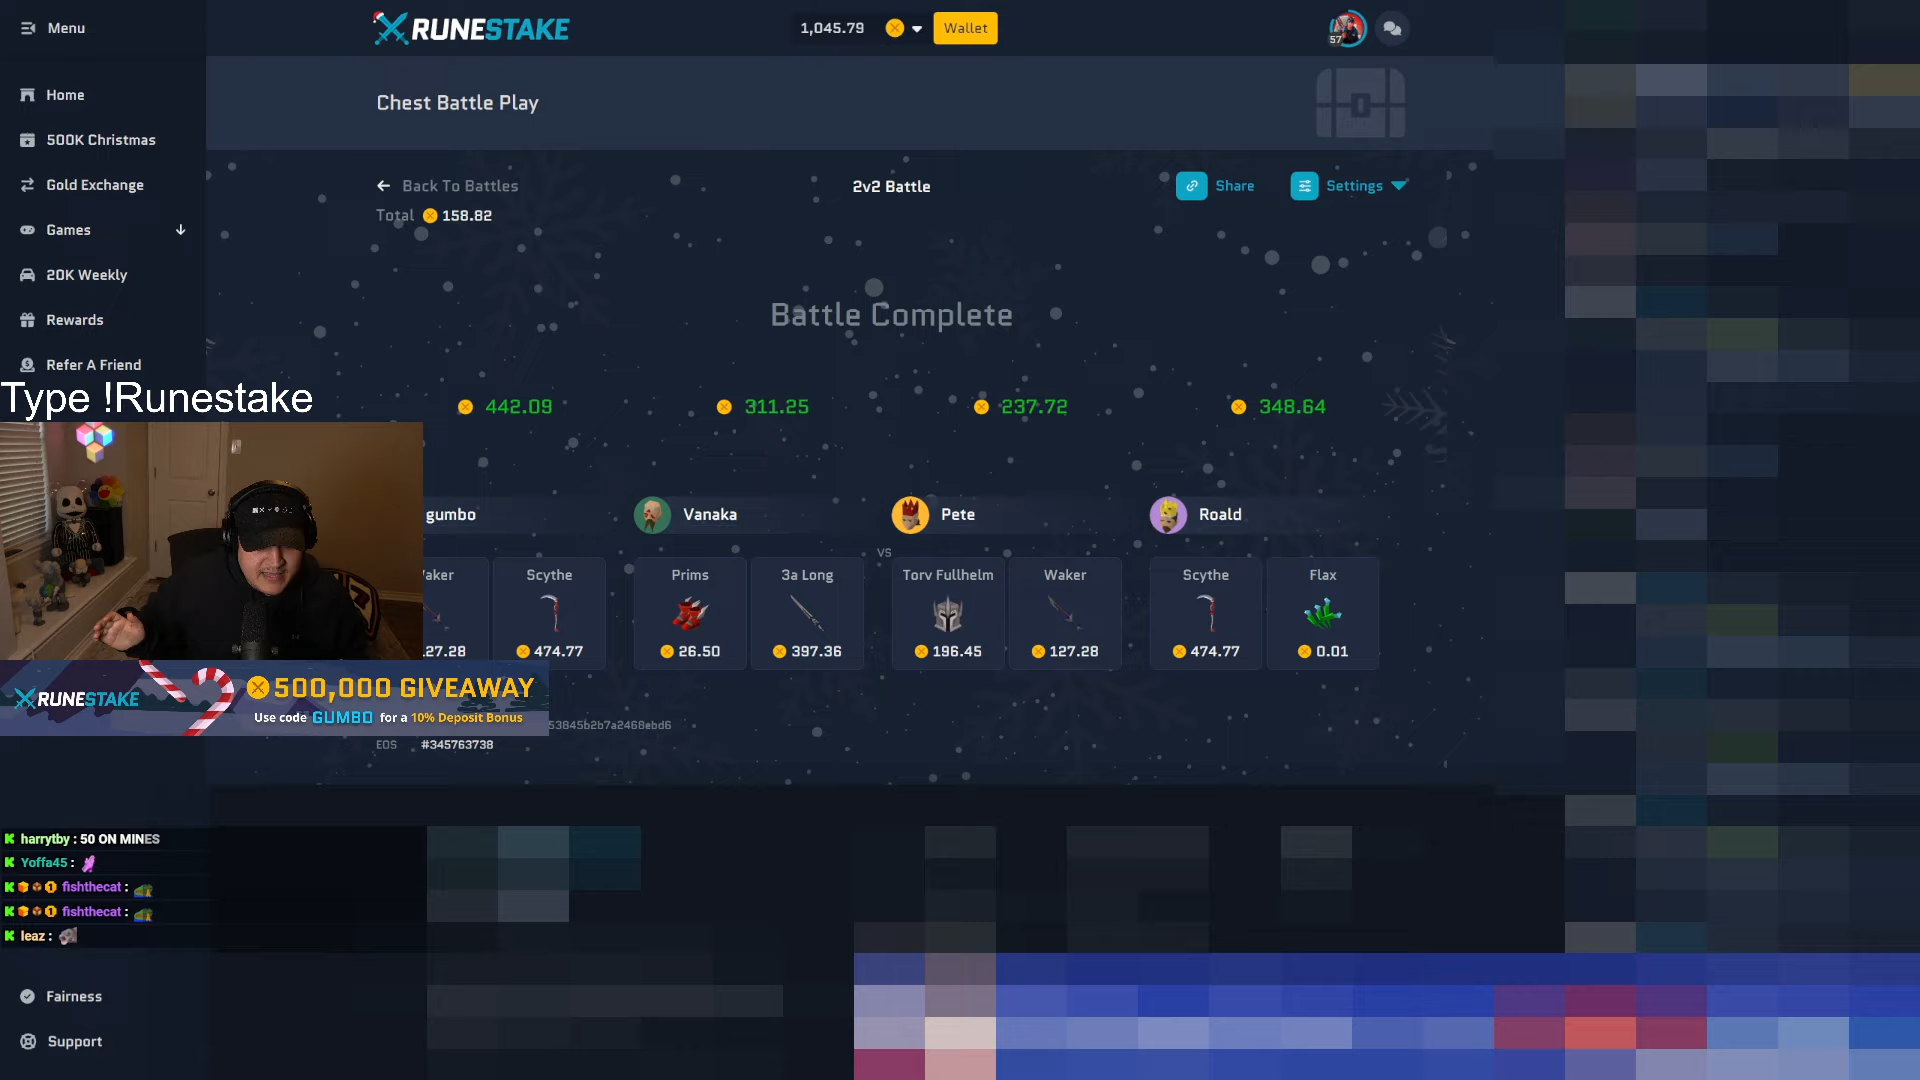 Menu
RUNESTAKE
1,045.79
Wallet
57
Home
500K Christmas
Gold Exchange
Games
20K Weekly
Rewards
Refer A Friend
Chest Battle Play
Back To Battles
2v2 Battle
Share
Settings
Total 158.82
Battle Complete
Type !Runestake
442.09
311.25
237.72
348.64
gumbo
Vanaka
Pete
Roald
VS
aker
Scythe
Prims
3a Long
Torv Fullhelm
Waker
Scythe
Flax
27.28
474.77
26.50
397.36
196.45
127.28
474.77
0.01
RUNESTAKE
500,000 GIVEAWAY
Use code GUMBO for a 10% Deposit Bonus
53845b2b7a2468ebd6
EOS #345763738
harrytby : 50 ON MINES
Yoffa45 :
1 fishthecat :
1 fishthecat :
leaz :
Fairness
Support